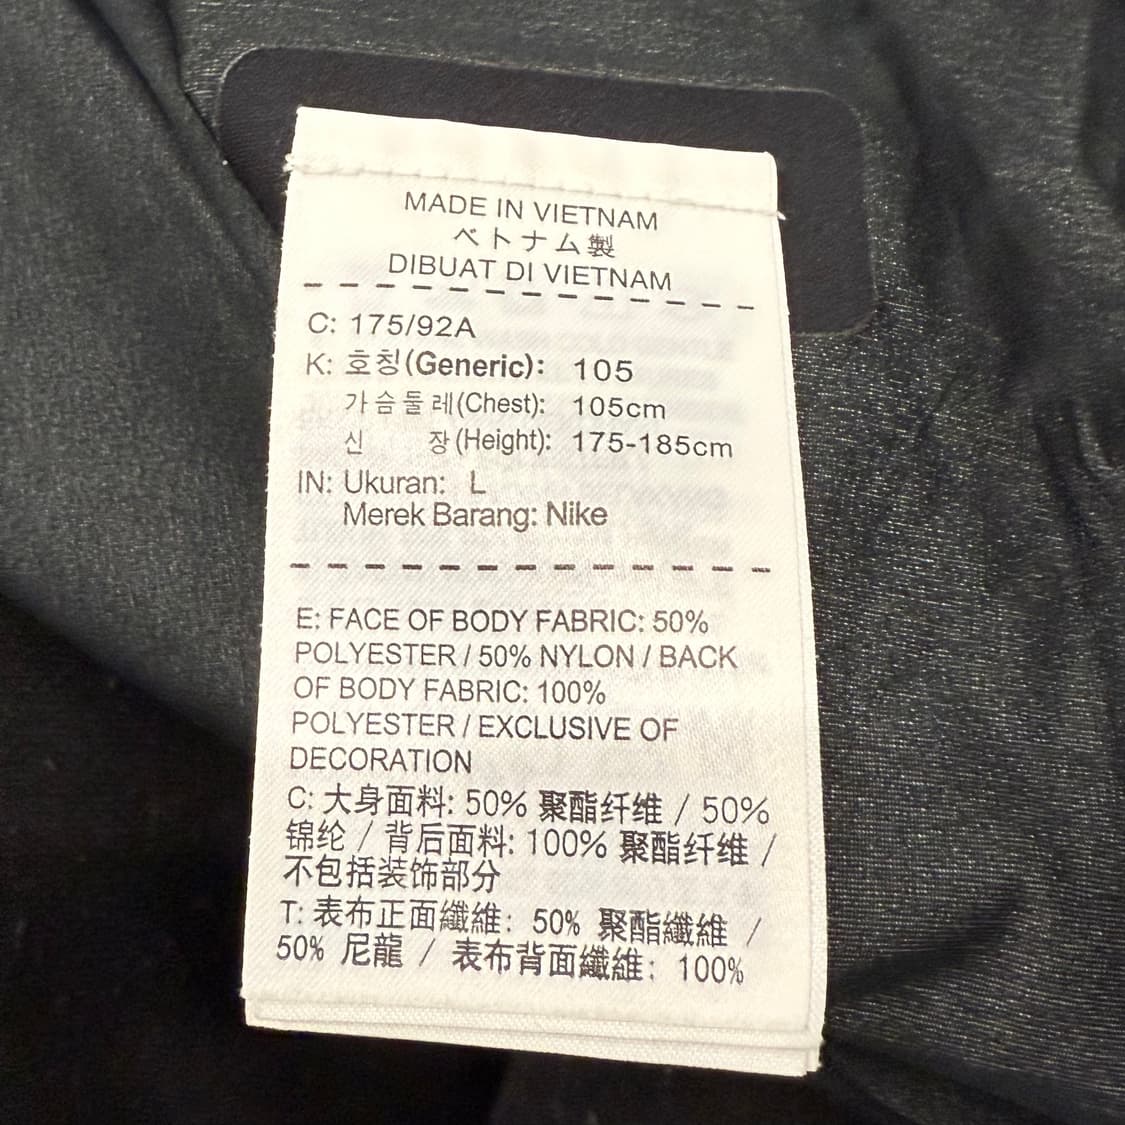 MADE IN VIETNAM
ベトナム製
DIBUAT DI VIETNAM
C: 175/92A
K: 호칭(Generic): 105
가슴둘레(Chest): 105cm
신 장(Height): 175-185cm
IN: Ukuran: L
Merek Barang: Nike
E: FACE OF BODY FABRIC: 50%
POLYESTER / 50% NYLON / BACK
OF BODY FABRIC: 100%
POLYESTER / EXCLUSIVE OF
DECORATION
C: 大身面料: 50% 聚酯纤维 / 50%
锦纶 / 背后面料: 100% 聚酯纤维 /
不包括装饰部分
T: 表布正面纖維: 50% 聚酯纖維 /
50% 尼龍 / 表布背面纖維: 100%